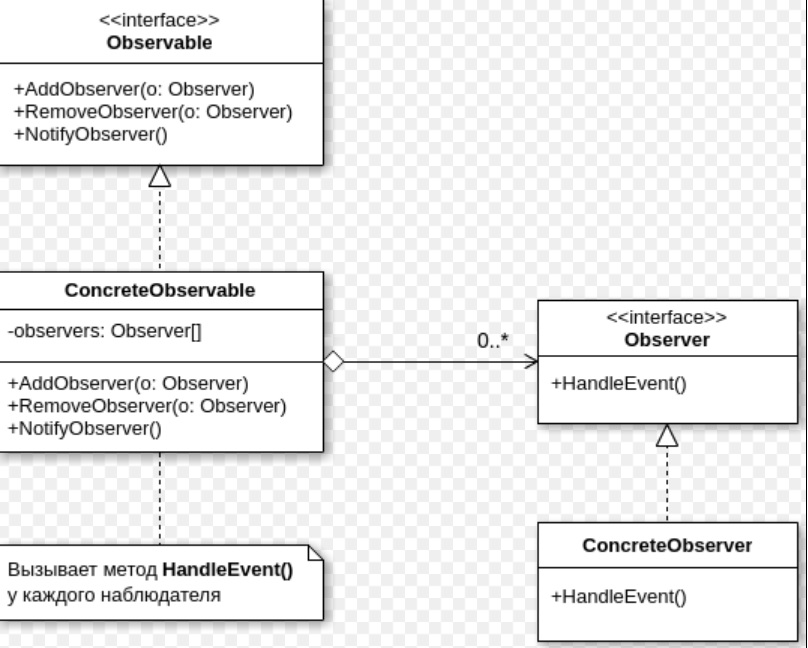 <<interface>>
Observable
+AddObserver(o: Observer)
+RemoveObserver(o: Observer)
+NotifyObserver()
ConcreteObservable
-observers: Observer[]
+AddObserver(o: Observer)
+RemoveObserver(o: Observer)
+NotifyObserver()
0..*
<<interface>>
Observer
+HandleEvent()
Вызывает метод HandleEvent()
у каждого наблюдателя
ConcreteObserver
+HandleEvent()